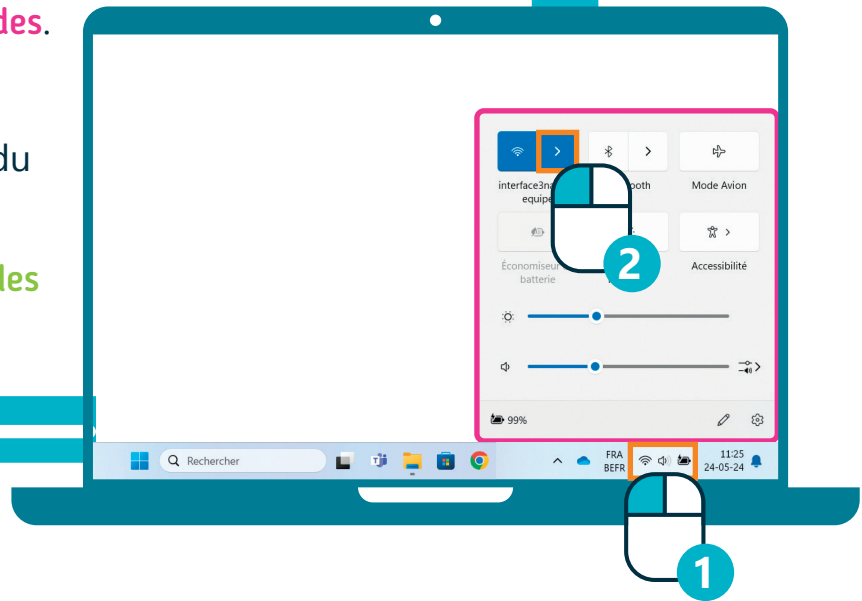 des.
du
les
interface3na
equipe
ooth
Mode Avion
Économiseur
batterie
Accessibilité
2
99%
Rechercher
FRA
BEFR
11:25
24-05-24
1